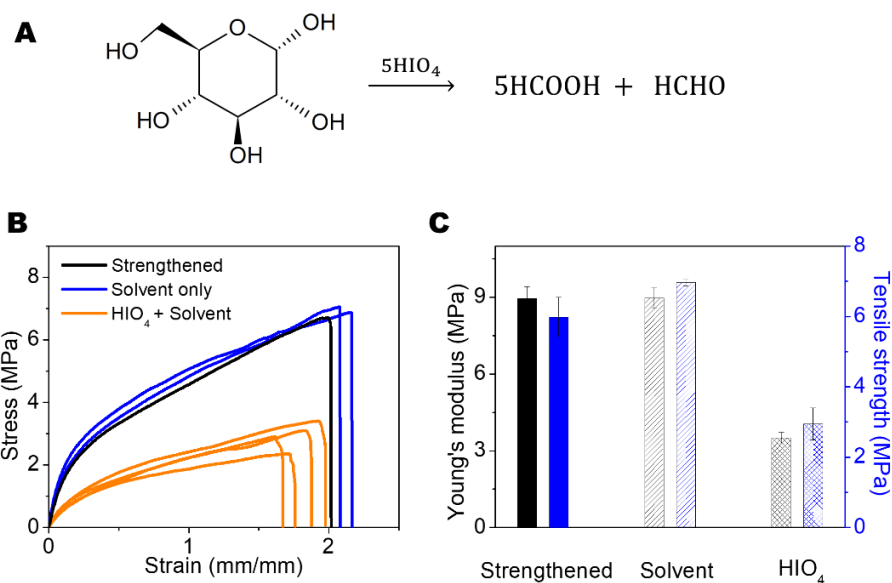 A
O
OH
HO
HO
OH
OH
5HIO₄
5HCOOH + HCHO
B
Strengthened
Solvent only
HIO₄ + Solvent
Stress (MPa)
8
6
4
2
0
0
1
2
Strain (mm/mm)
C
Young's modulus (MPa)
9
6
3
0
8
6
4
2
0
Tensile strength (MPa)
Strengthened
Solvent
HIO₄